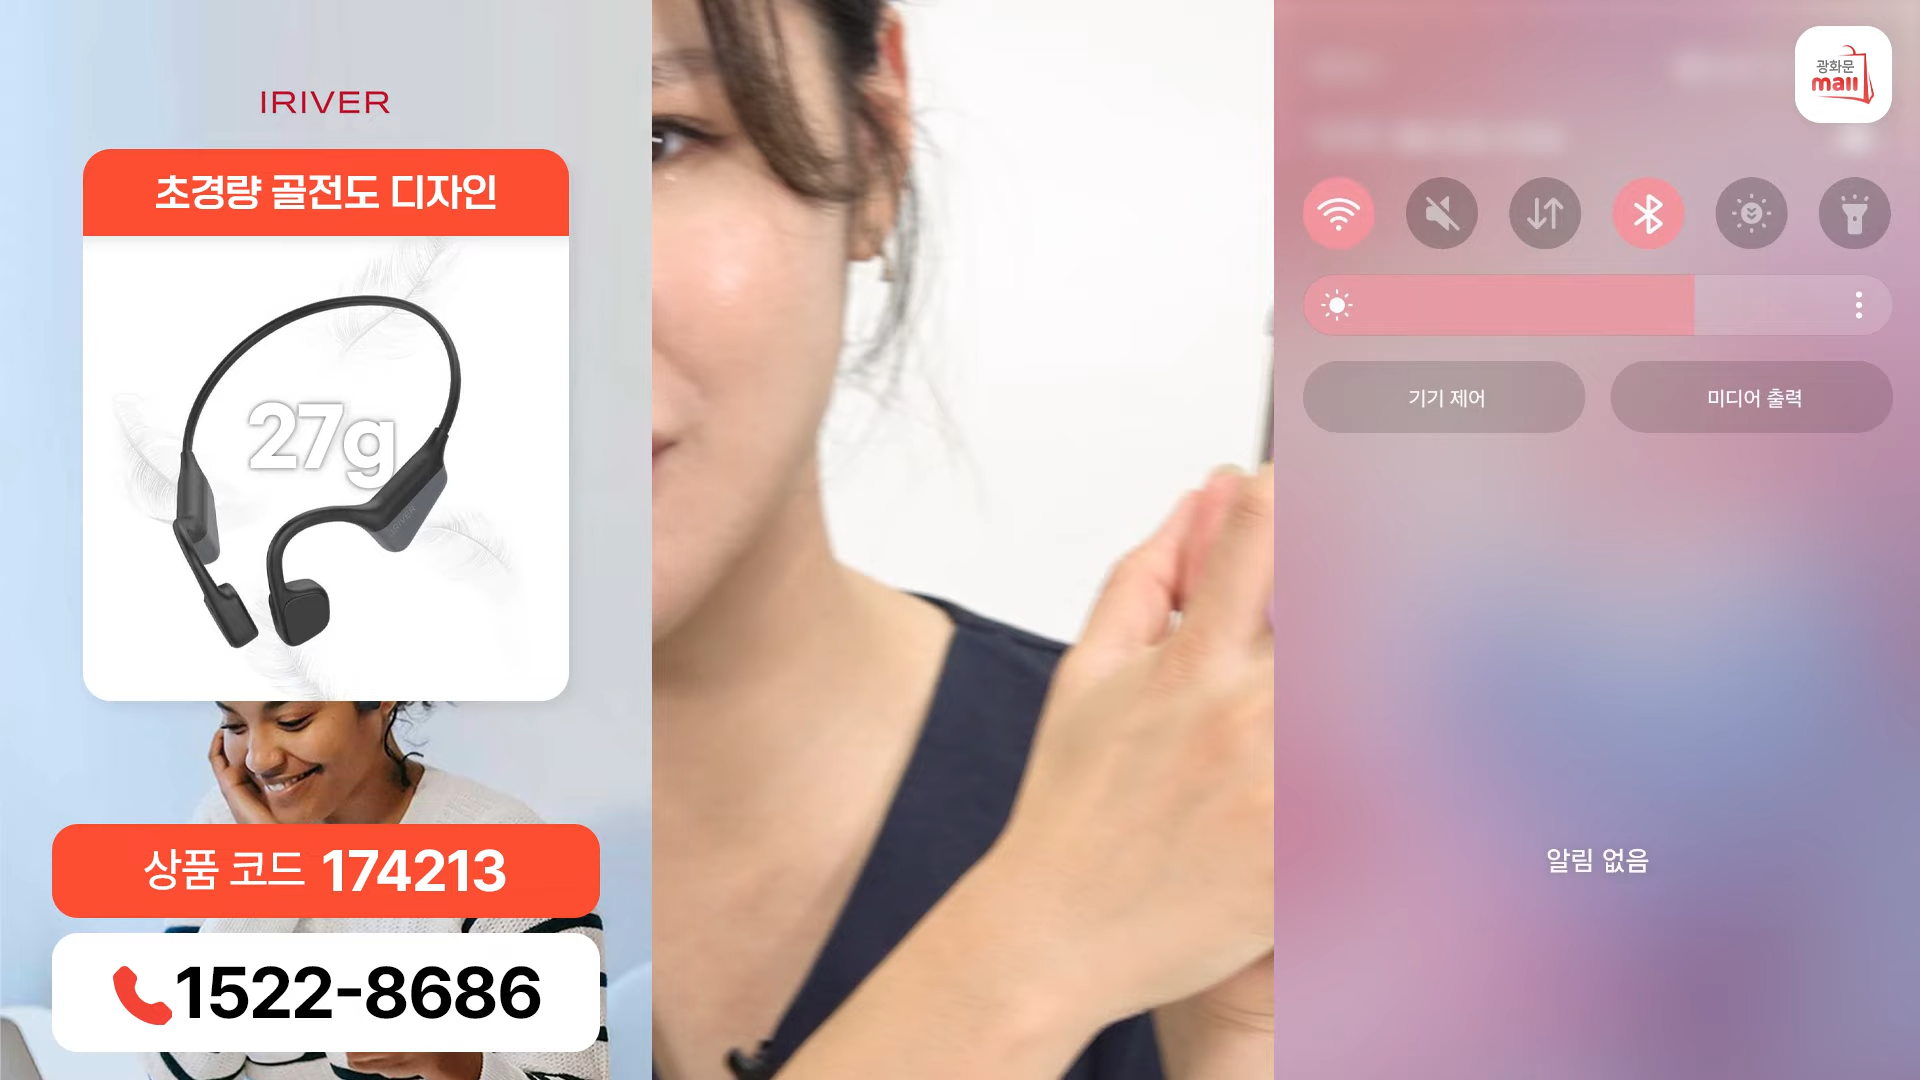 IRIVER
초경량 골전도 디자인
27g
IRIVER
상품 코드 174213
1522-8686
광화문
mall
기기 제어
미디어 출력
알림 없음